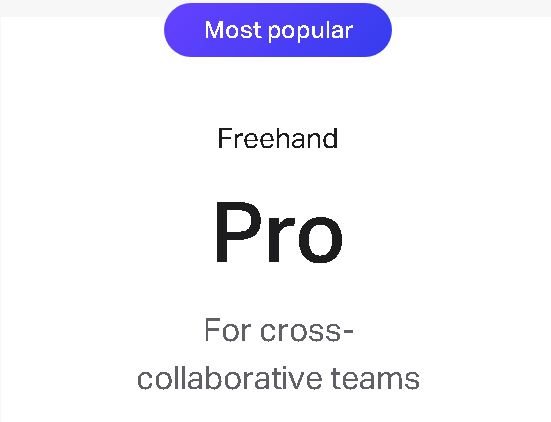 Most popular
Freehand
Pro
For cross-
collaborative teams